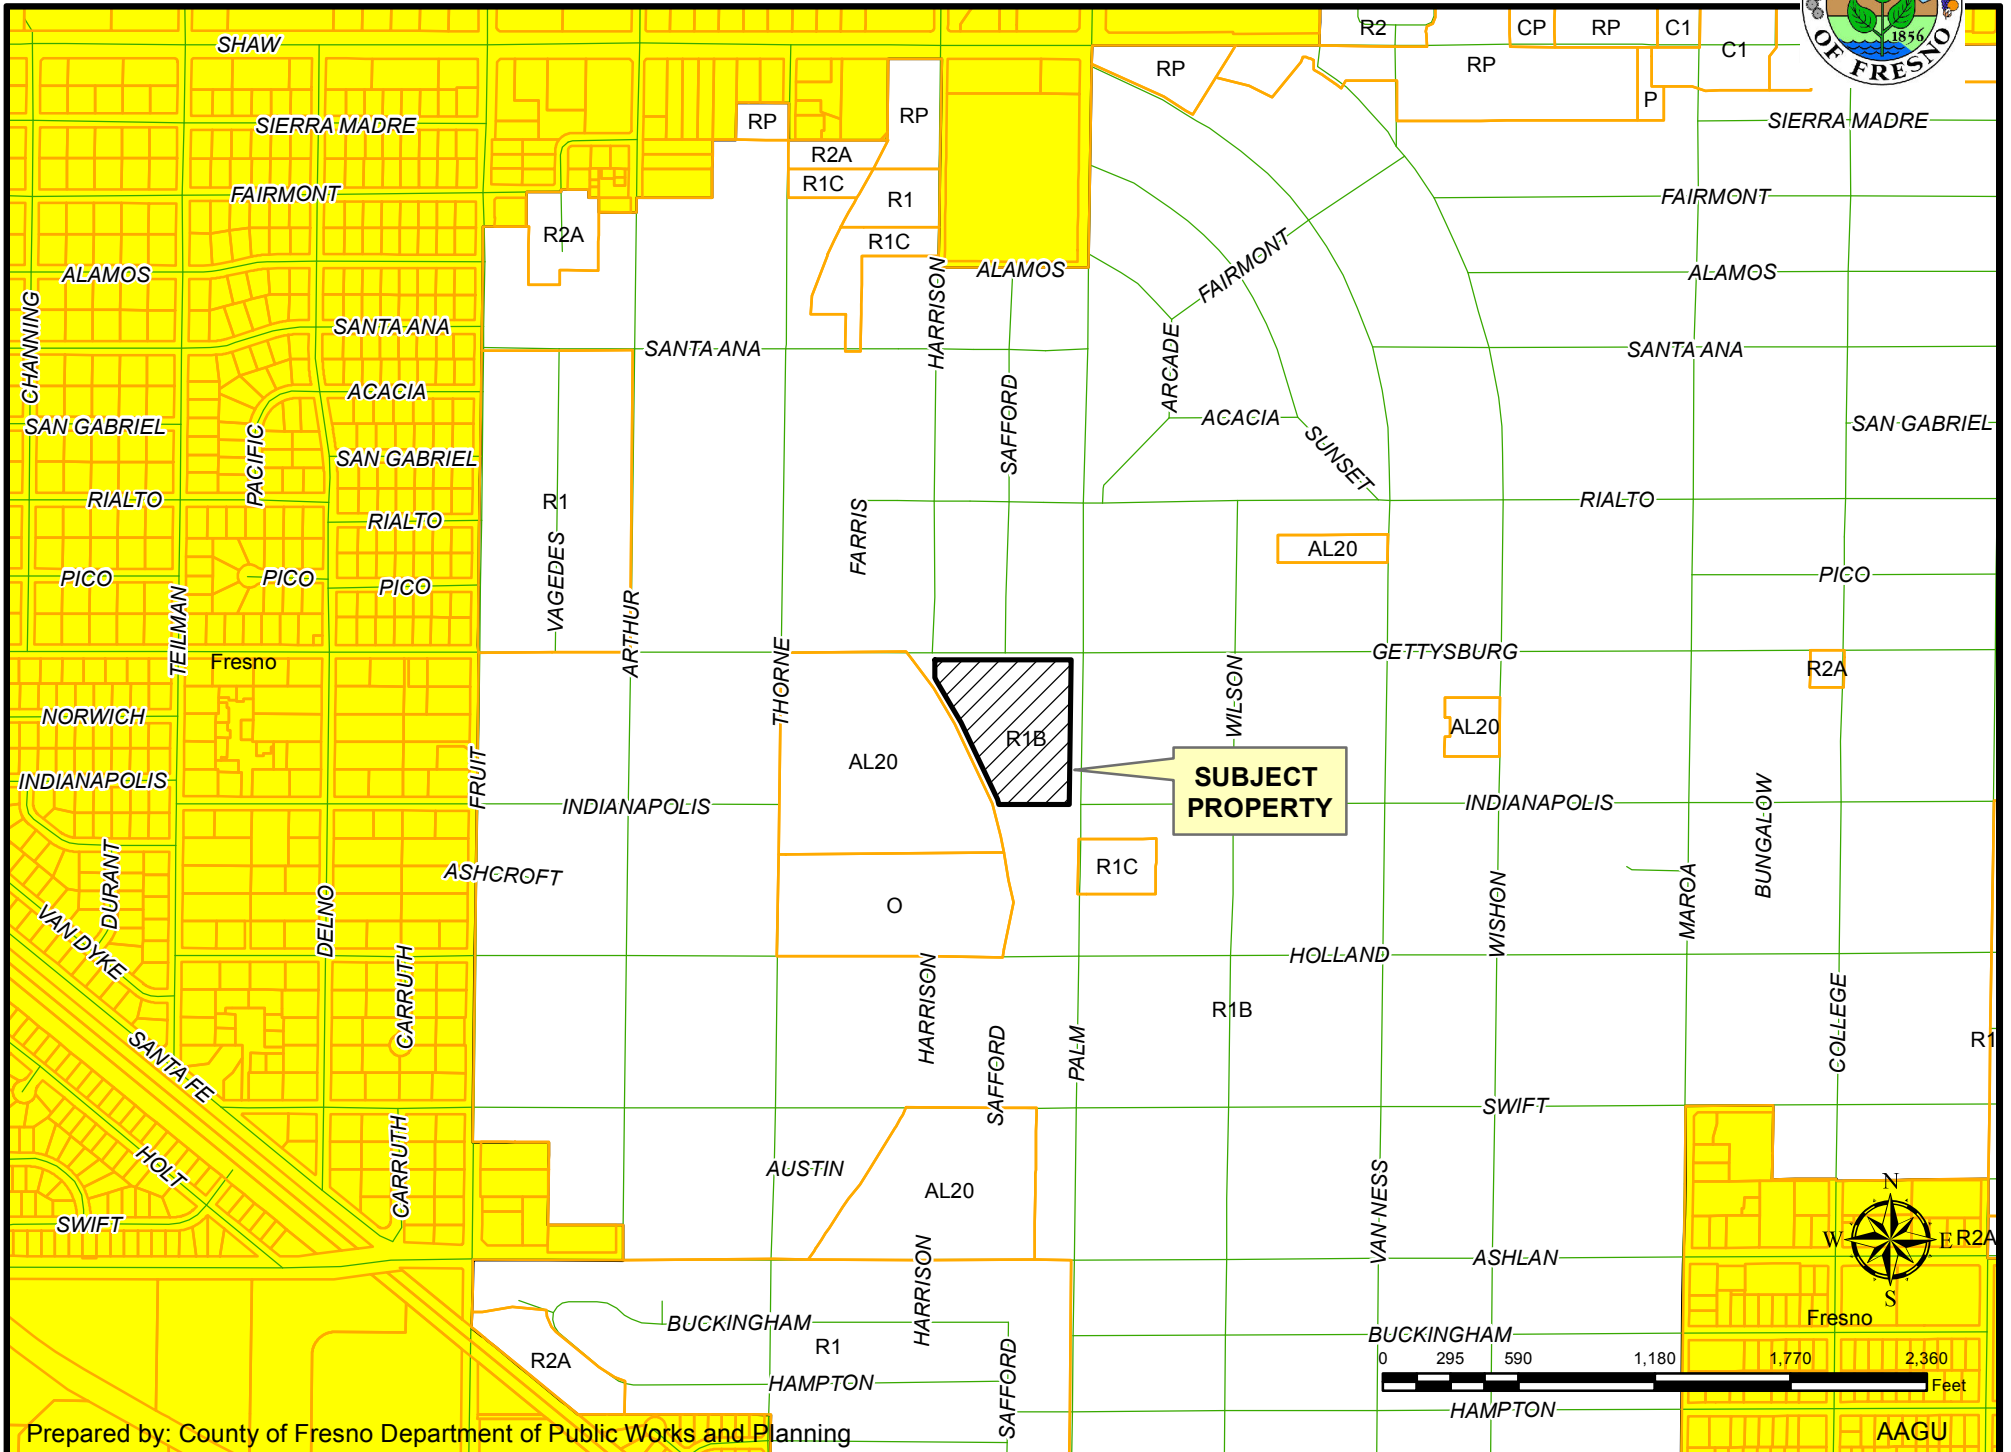 SHAW
R2
CP
RP
C1
C1
1856
OF FRESNO
RP
RP
P
SIERRA MADRE
RP
RP
SIERRA MADRE
R2A
R1C
R1
FAIRMONT
FAIRMONT
R2A
R1C
FAIRMONT
ALAMOS
ALAMOS
ALAMOS
CHANNING
HARRISON
SANTA ANA
SANTA ANA
SANTA ANA
ARCADE
ACACIA
SAFFORD
ACACIA
SAN GABRIEL
SAN GABRIEL
PACIFIC
SAN GABRIEL
SUNSET
RIALTO
R1
RIALTO
RIALTO
FARRIS
VAGEDES
AL20
PICO
PICO
PICO
PICO
TEILMAN
ARTHUR
THORNE
Fresno
GETTYSBURG
WILSON
R2A
NORWICH
R1B
AL20
AL20
INDIANAPOLIS
FRUIT
SUBJECT
PROPERTY
INDIANAPOLIS
INDIANAPOLIS
BUNGALOW
DURANT
ASHCROFT
R1C
O
MAROA
DELNO
WISHON
VAN DYKE
CARRUTH
HOLLAND
HARRISON
R1B
COLLEGE
SANTA FE
SAFFORD
PALM
R1
SWIFT
HOLT
CARRUTH
AUSTIN
AL20
VAN NESS
SWIFT
N
W
E
S
R2A
HARRISON
ASHLAN
Fresno
BUCKINGHAM
R1
BUCKINGHAM
R2A
SAFFORD
0 295 590 1,180 1,770 2,360
Feet
HAMPTON
HAMPTON
Prepared by: County of Fresno Department of Public Works and Planning
AAGU